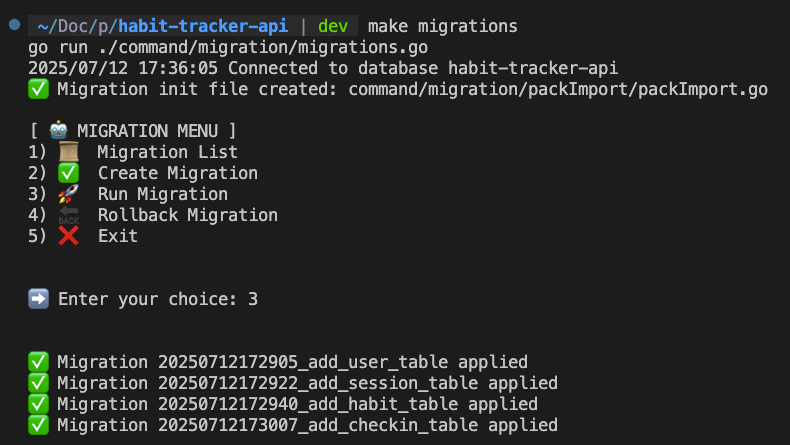 ~/Doc/p/habit-tracker-api | dev  make migrations
go run ./command/migration/migrations.go
2025/07/12 17:36:05 Connected to database habit-tracker-api
✅ Migration init file created: command/migration/packImport/packImport.go
[ 🤖 MIGRATION MENU ]
1) 📜 Migration List
2) ✅ Create Migration
3) 🚀 Run Migration
4) 🔙 Rollback Migration
5) ❌ Exit
➡️ Enter your choice: 3
✅ Migration 20250712172905_add_user_table applied
✅ Migration 20250712172922_add_session_table applied
✅ Migration 20250712172940_add_habit_table applied
✅ Migration 20250712173007_add_checkin_table applied